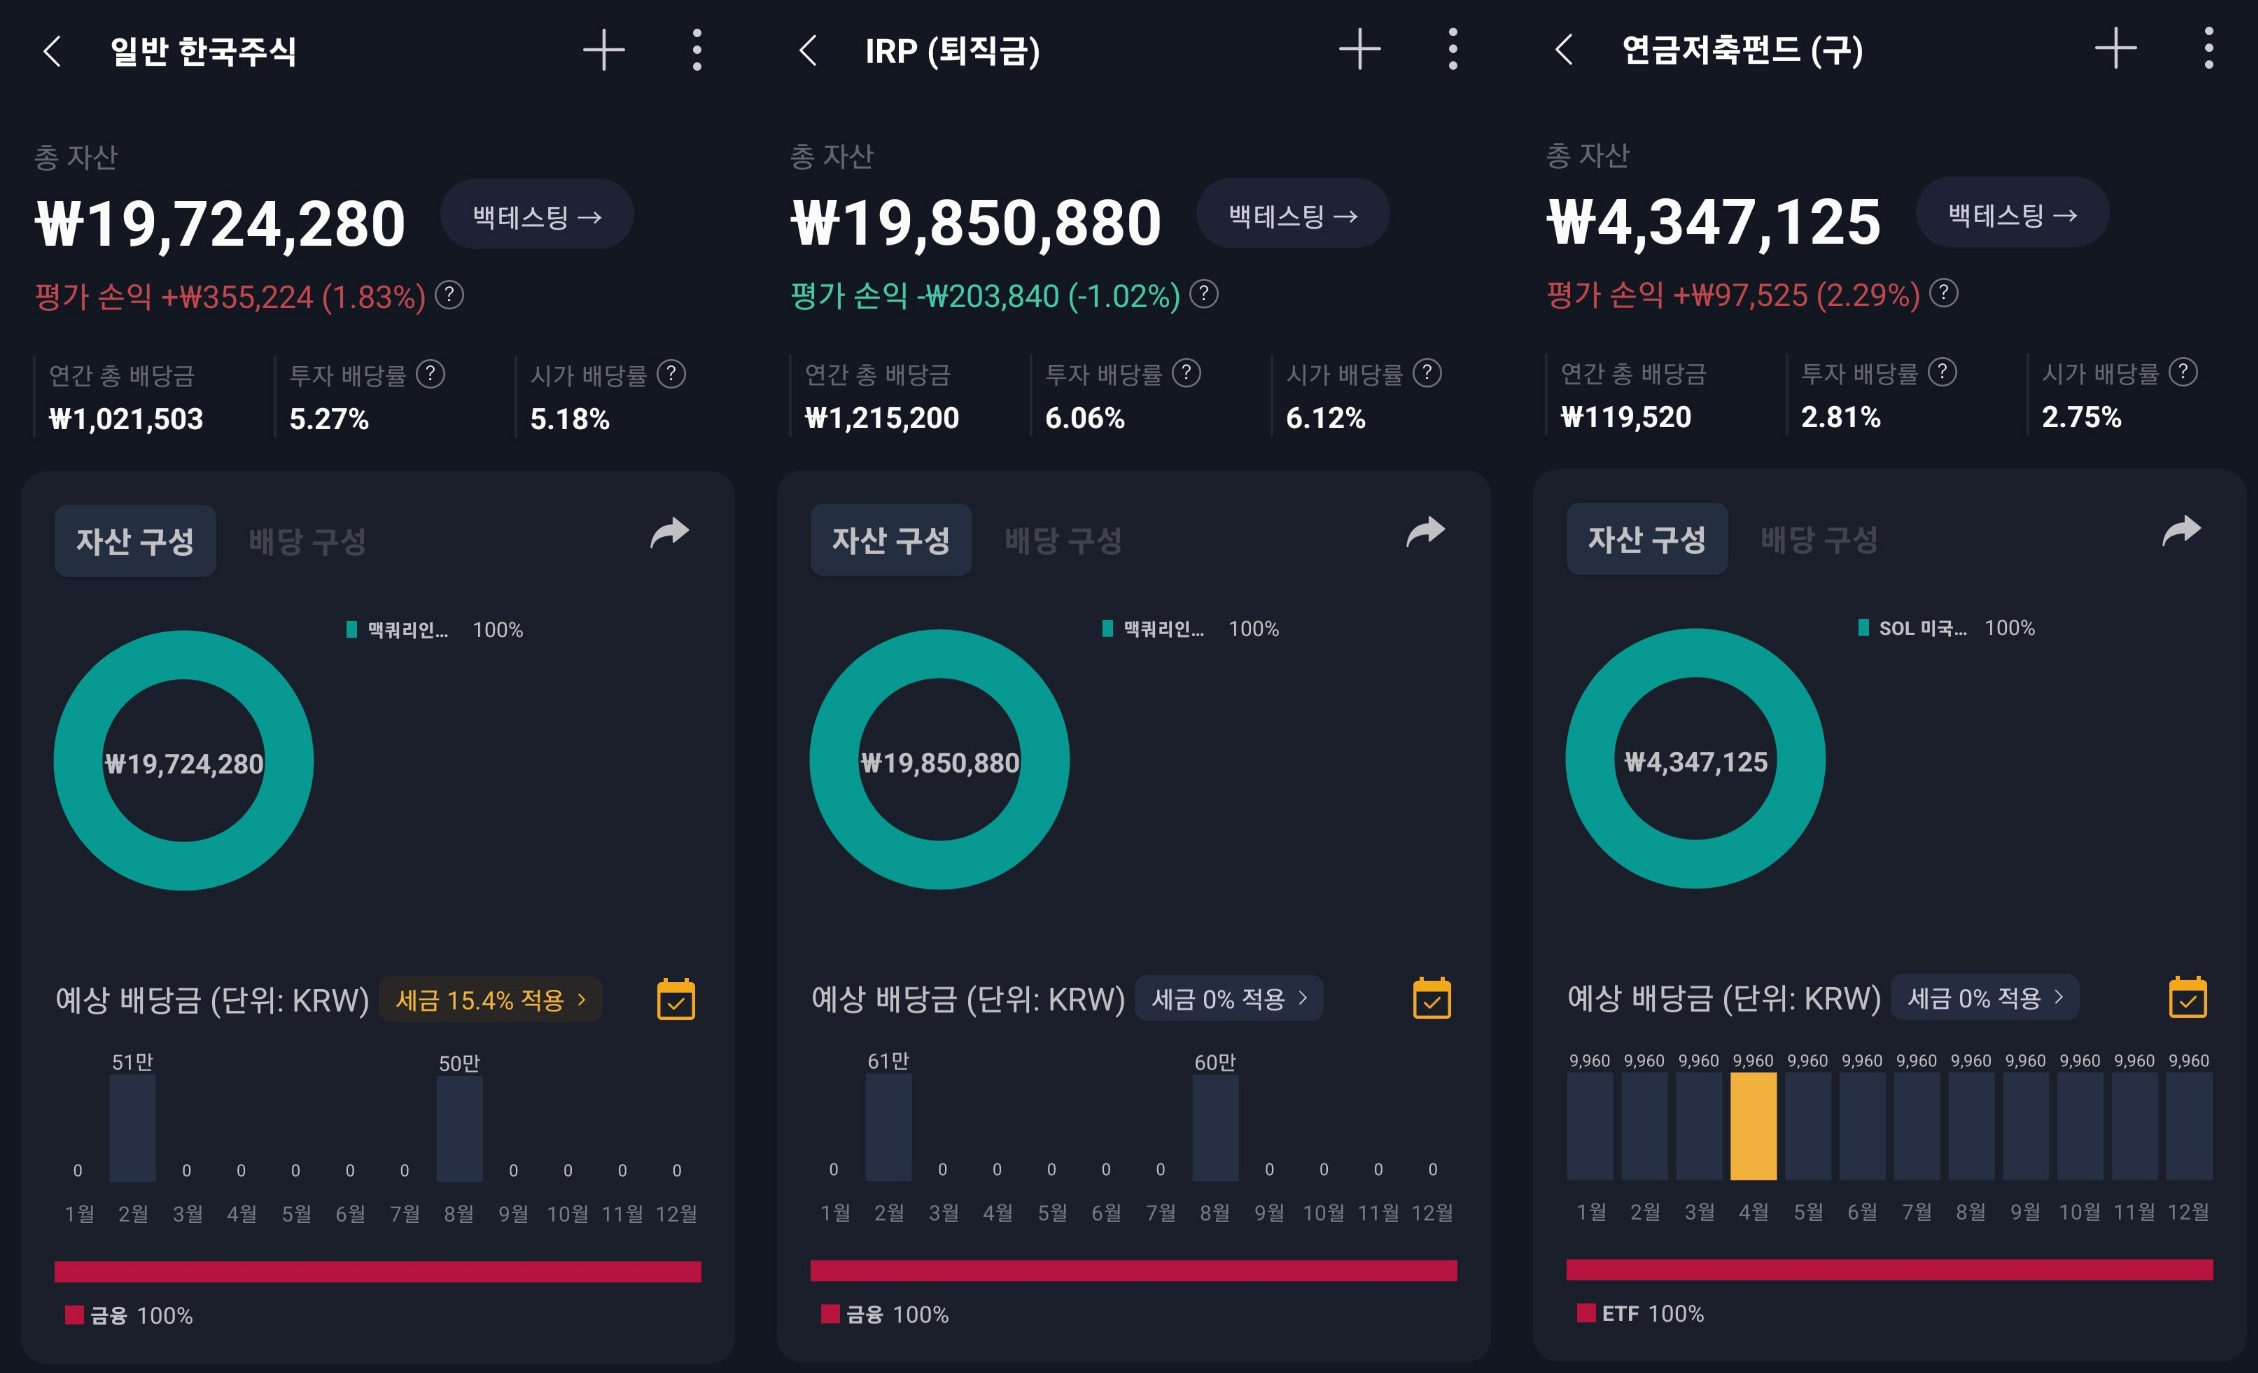 일반 한국주식
총 자산
₩19,724,280
백테스팅 →
평가 손익 +₩355,224 (1.83%) ?
연간 총 배당금 투자 배당률 ? 시가 배당률 ?
₩1,021,503 5.27% 5.18%
자산 구성 배당 구성
맥쿼리인... 100%
₩19,724,280
예상 배당금 (단위: KRW) 세금 15.4% 적용 >
51만 50만
0 0 0 0 0 0 0 0 0 0
1월 2월 3월 4월 5월 6월 7월 8월 9월 10월 11월 12월
금융 100%
IRP (퇴직금)
총 자산
₩19,850,880
백테스팅 →
평가 손익 -₩203,840 (-1.02%) ?
연간 총 배당금 투자 배당률 ? 시가 배당률 ?
₩1,215,200 6.06% 6.12%
자산 구성 배당 구성
맥쿼리인... 100%
₩19,850,880
예상 배당금 (단위: KRW) 세금 0% 적용 >
61만 60만
0 0 0 0 0 0 0 0 0 0
1월 2월 3월 4월 5월 6월 7월 8월 9월 10월 11월 12월
금융 100%
연금저축펀드 (구)
총 자산
₩4,347,125
백테스팅 →
평가 손익 +₩97,525 (2.29%) ?
연간 총 배당금 투자 배당률 ? 시가 배당률 ?
₩119,520 2.81% 2.75%
자산 구성 배당 구성
SOL 미국... 100%
₩4,347,125
예상 배당금 (단위: KRW) 세금 0% 적용 >
9,960 9,960 9,960 9,960 9,960 9,960 9,960 9,960 9,960 9,960 9,960 9,960
1월 2월 3월 4월 5월 6월 7월 8월 9월 10월 11월 12월
ETF 100%